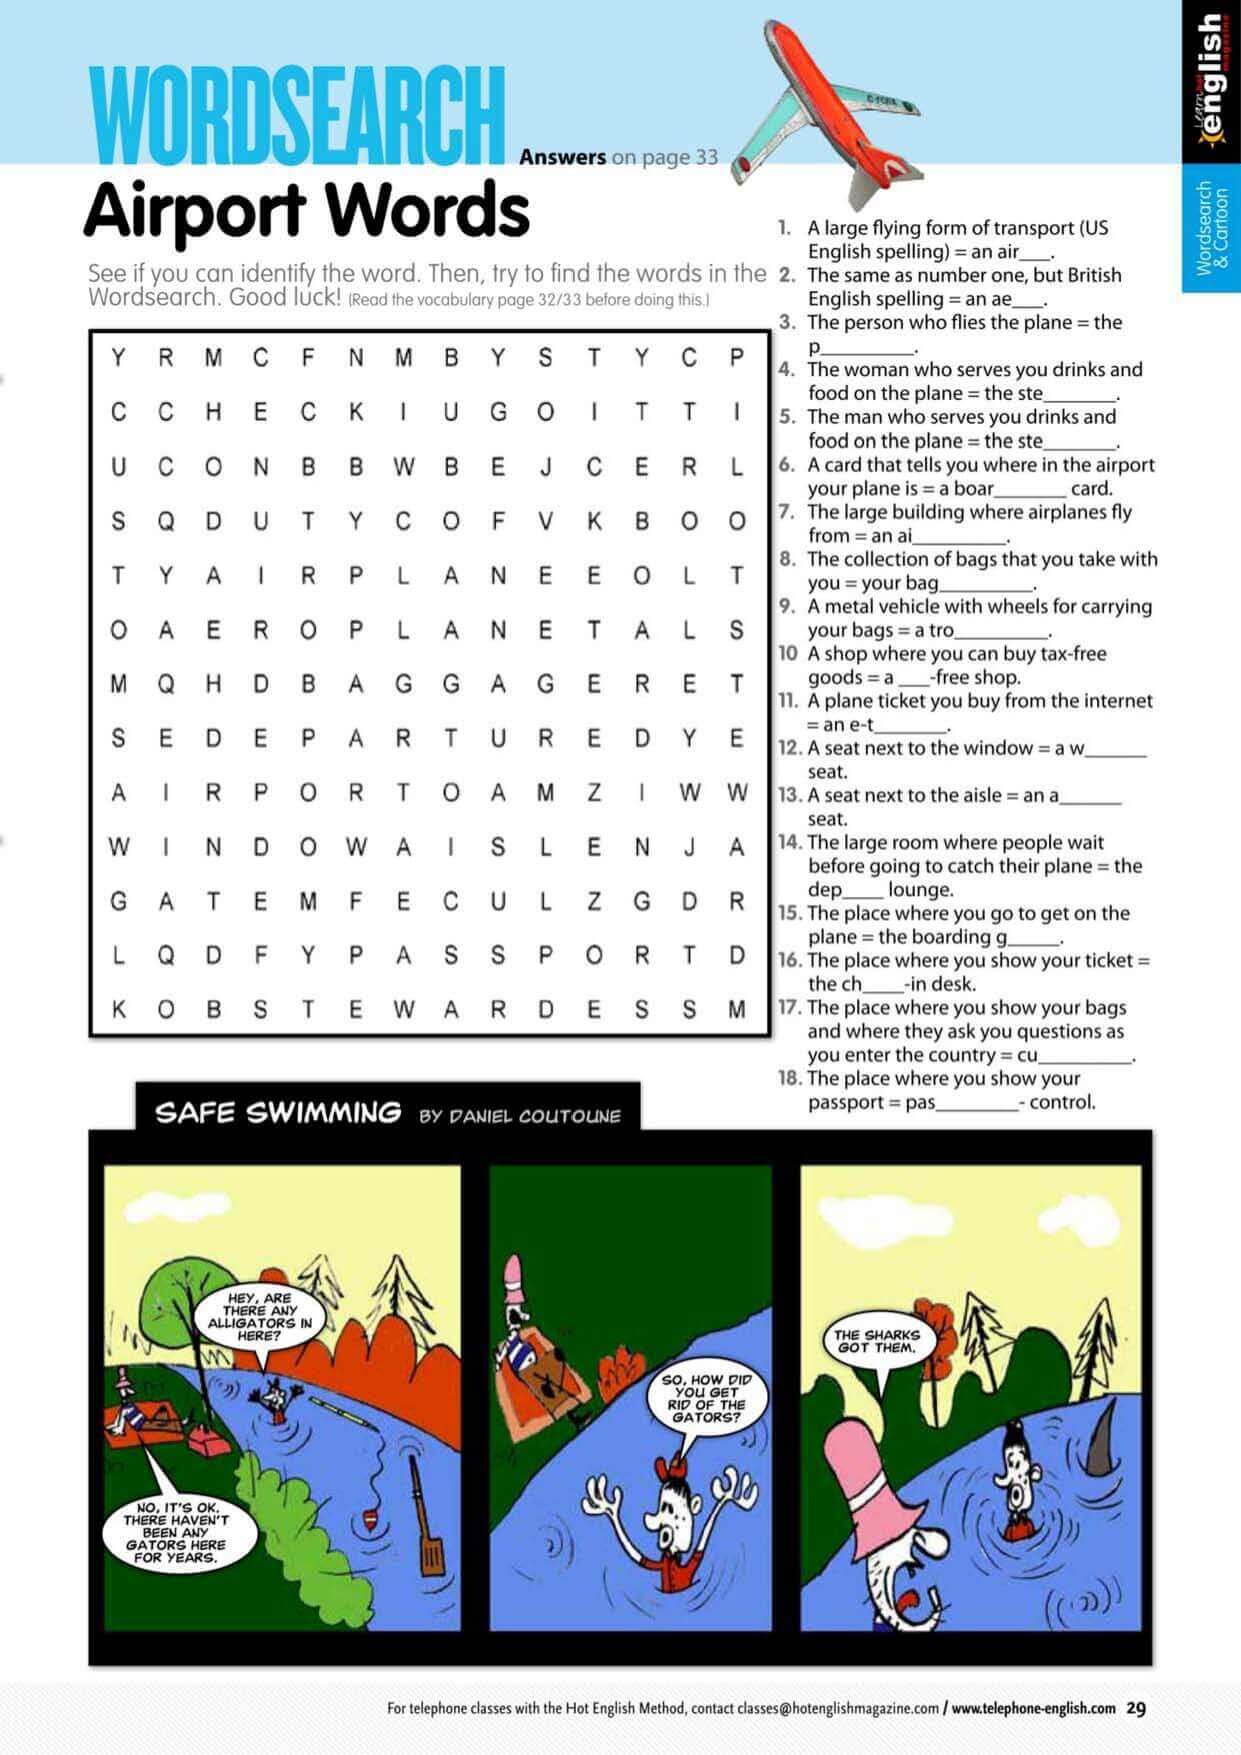 WORDSEARCH
Answers on page 33
Airport Words
See if you can identify the word. Then, try to find the words in the
Wordsearch. Good luck! (Read the vocabulary page 32/33 before doing this.)
Y R M C F N M B Y S T Y C P
C C H E C K I U G O I T T I
U C O N B B W B E J C E R L
S Q D U T Y C O F V K B O O
T Y A I R P L A N E E O L T
O A E R O P L A N E T A L S
M Q H D B A G G A G E R E T
S E D E P A R T U R E D Y E
A I R P O R T O A M Z I W W
W I N D O W A I S L E N J A
G A T E M F E C U L Z G D R
L Q D F Y P A S S P O R T D
K O B S T E W A R D E S S M
1. A large flying form of transport (US
English spelling) = an air___.
2. The same as number one, but British
English spelling = an ae___.
3. The person who flies the plane = the
p_________.
4. The woman who serves you drinks and
food on the plane = the ste_______.
5. The man who serves you drinks and
food on the plane = the ste_______.
6. A card that tells you where in the airport
your plane is = a boar_______ card.
7. The large building where airplanes fly
from = an ai_________.
8. The collection of bags that you take with
you = your bag_________.
9. A metal vehicle with wheels for carrying
your bags = a tro_________.
10 A shop where you can buy tax-free
goods = a ___-free shop.
11. A plane ticket you buy from the internet
= an e-t_______.
12. A seat next to the window = a w______
seat.
13. A seat next to the aisle = an a______
seat.
14. The large room where people wait
before going to catch their plane = the
dep____ lounge.
15. The place where you go to get on the
plane = the boarding g_____.
16. The place where you show your ticket =
the ch____-in desk.
17. The place where you show your bags
and where they ask you questions as
you enter the country = cu_________.
18. The place where you show your
passport = pas________- control.
Learn hot
english
magazine
Wordsearch
& Cartoon
SAFE SWIMMING BY DANIEL COUTOUNE
HEY, ARE
THERE ANY
ALLIGATORS IN
HERE?
NO, IT'S OK.
THERE HAVEN'T
BEEN ANY
GATORS HERE
FOR YEARS.
SO, HOW DID
YOU GET
RID OF THE
GATORS?
THE SHARKS
GOT THEM.
For telephone classes with the Hot English Method, contact classes@hotenglishmagazine.com / www.telephone-english.com 29